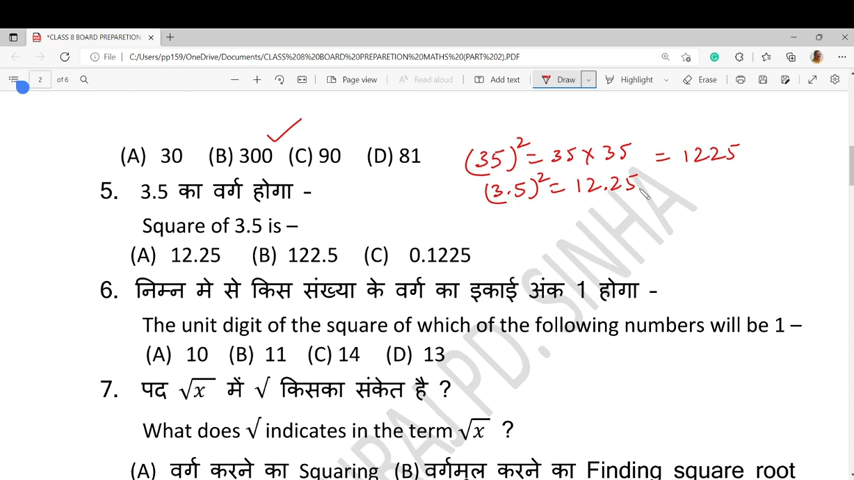 *CLASS 8 BOARD PREPARETION M ×
File | C:/Users/pp159/OneDrive/Documents/CLASS%208%20BOARD%20PREPARETION%20MATHS%20(PART%202).PDF
2 of 6 Page view Read aloud Add text Draw Highlight Erase
(A) 30 (B) 300 (C) 90 (D) 81
(35)² = 35 × 35 = 1225
(3.5)² = 12.25
5. 3.5 का वर्ग होगा -
Square of 3.5 is –
(A) 12.25 (B) 122.5 (C) 0.1225
6. निम्न मे से किस संख्या के वर्ग का इकाई अंक 1 होगा -
The unit digit of the square of which of the following numbers will be 1 –
(A) 10 (B) 11 (C) 14 (D) 13
7. पद √x में √ किसका संकेत है ?
What does √ indicates in the term √x ?
(A) वर्ग करने का Squaring (B) वर्गमूल करने का Finding square root
RAJ PD. SINHA